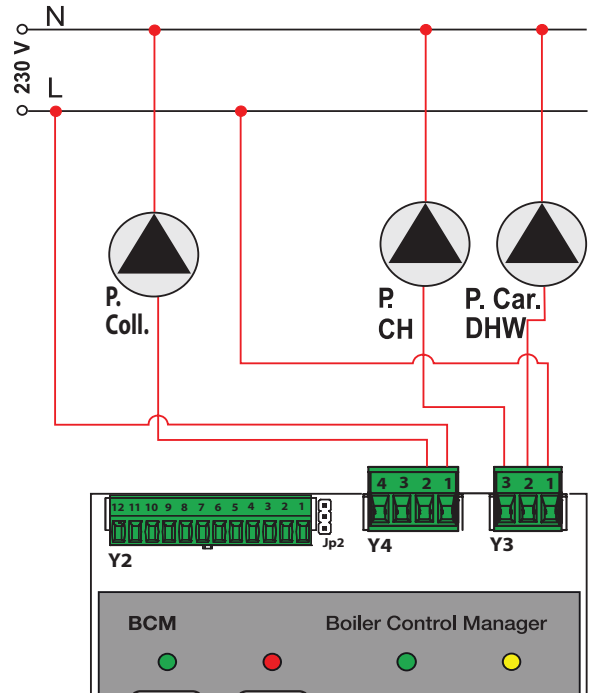 N
230 V
L
P.
Coll.
P.
CH
P. Car.
DHW
4 3 2 1
3 2 1
12 11 10 9 8 7 6 5 4 3 2 1
Jp2
Y2
Y4
Y3
BCM
Boiler Control Manager